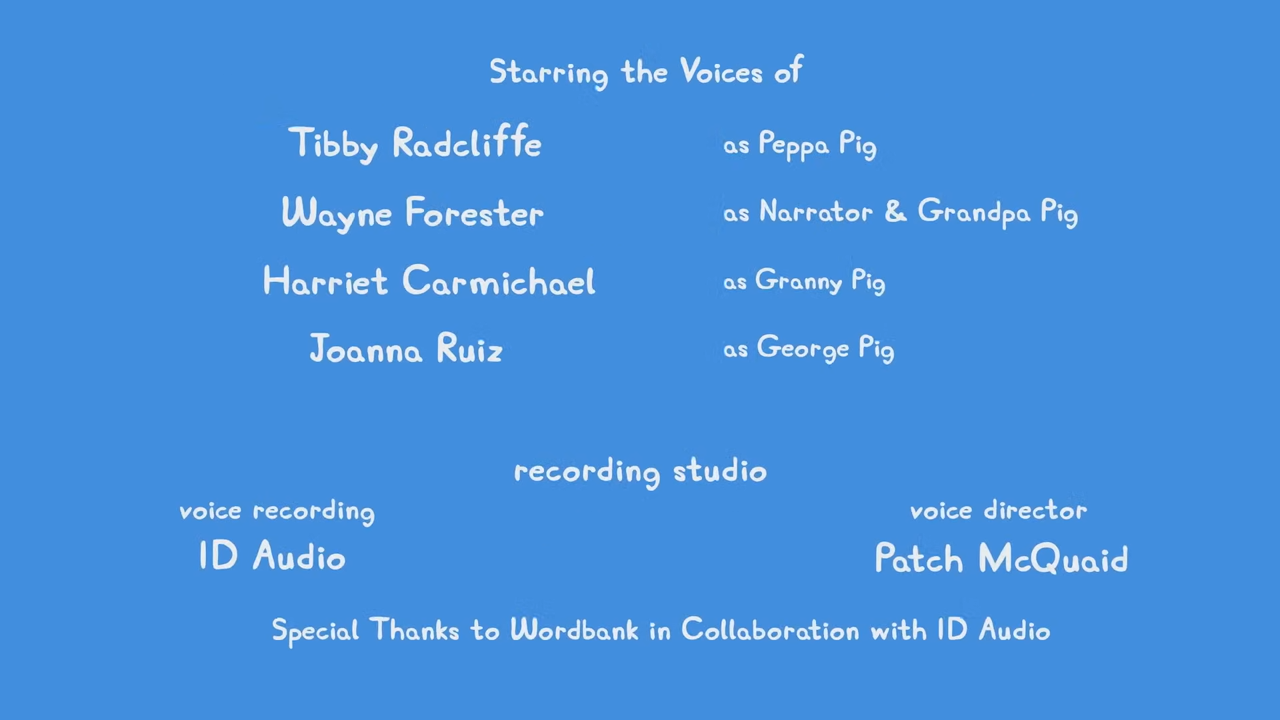 Starring the Voices of
Tibby Radcliffe as Peppa Pig
Wayne Forester as Narrator & Grandpa Pig
Harriet Carmichael as Granny Pig
Joanna Ruiz as George Pig
recording studio
voice recording voice director
ID Audio Patch McQuaid
Special Thanks to Wordbank in Collaboration with ID Audio